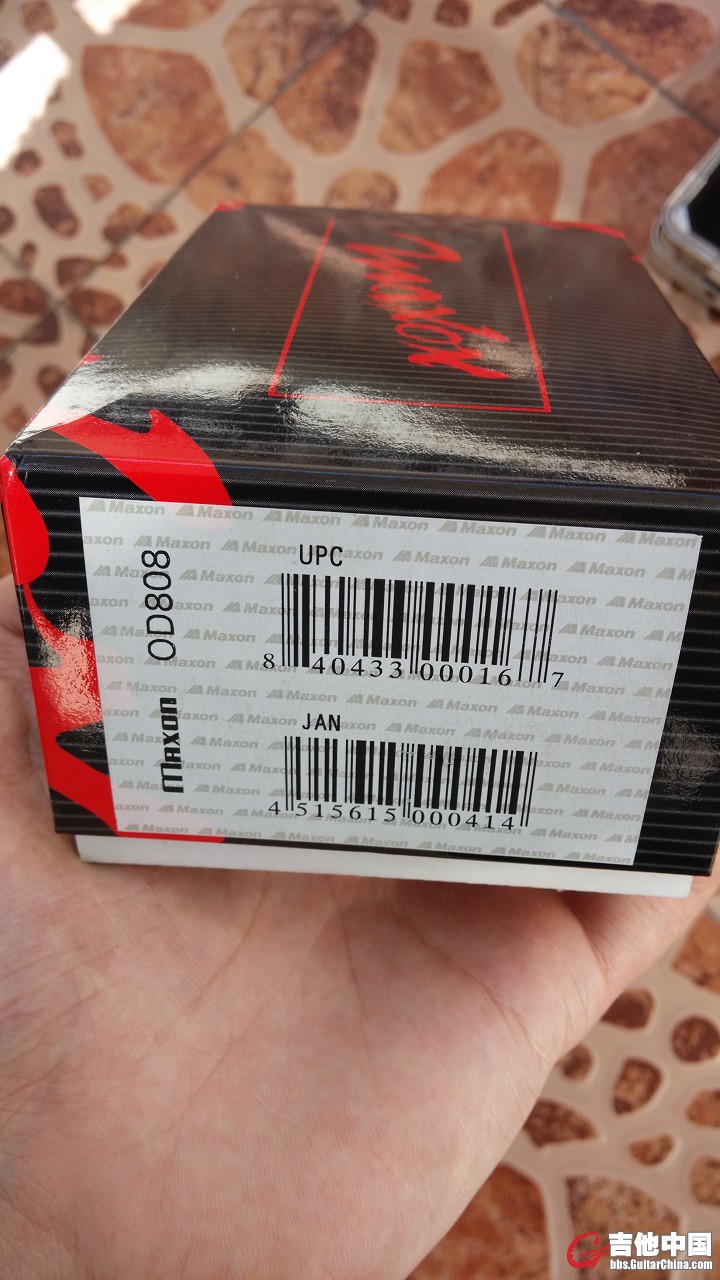 maxon
UPC
8 40433 00016 7
JAN
4 515615 000414
Maxon OD808
吉他中国
bbs.GuitarChina.com